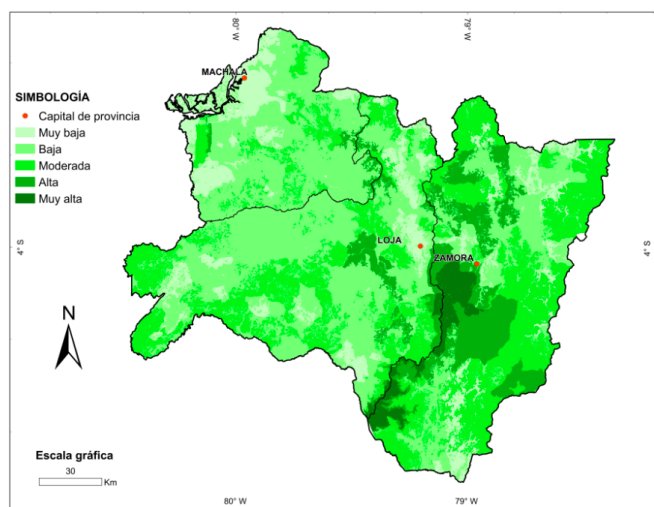 80° W
79° W
MACHALA
SIMBOLOGÍA
Capital de provincia
Muy baja
Baja
Moderada
Alta
Muy alta
4° S
4° S
LOJA
ZAMORA
N
Escala gráfica
30
Km
80° W
79° W